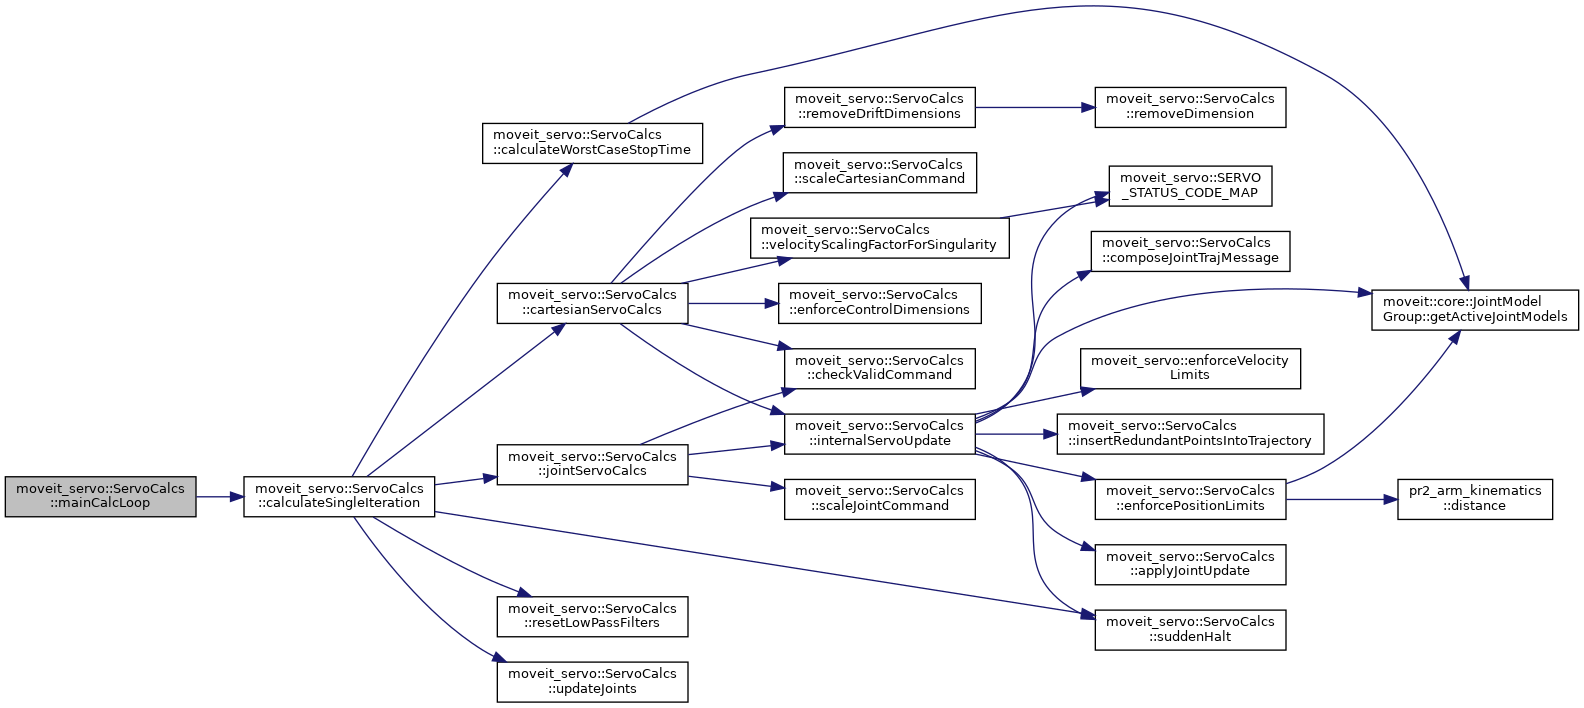 moveit_servo::ServoCalcs
::mainCalcLoop
moveit_servo::ServoCalcs
::calculateSingleIteration
moveit_servo::ServoCalcs
::calculateWorstCaseStopTime
moveit_servo::ServoCalcs
::cartesianServoCalcs
moveit_servo::ServoCalcs
::jointServoCalcs
moveit_servo::ServoCalcs
::resetLowPassFilters
moveit_servo::ServoCalcs
::updateJoints
moveit_servo::ServoCalcs
::removeDriftDimensions
moveit_servo::ServoCalcs
::scaleCartesianCommand
moveit_servo::ServoCalcs
::velocityScalingFactorForSingularity
moveit_servo::ServoCalcs
::enforceControlDimensions
moveit_servo::ServoCalcs
::checkValidCommand
moveit_servo::ServoCalcs
::internalServoUpdate
moveit_servo::ServoCalcs
::scaleJointCommand
moveit_servo::ServoCalcs
::removeDimension
moveit_servo::SERVO
_STATUS_CODE_MAP
moveit_servo::ServoCalcs
::composeJointTrajMessage
moveit_servo::enforceVelocity
Limits
moveit_servo::ServoCalcs
::insertRedundantPointsIntoTrajectory
moveit_servo::ServoCalcs
::enforcePositionLimits
moveit_servo::ServoCalcs
::applyJointUpdate
moveit_servo::ServoCalcs
::suddenHalt
moveit::core::JointModel
Group::getActiveJointModels
pr2_arm_kinematics
::distance